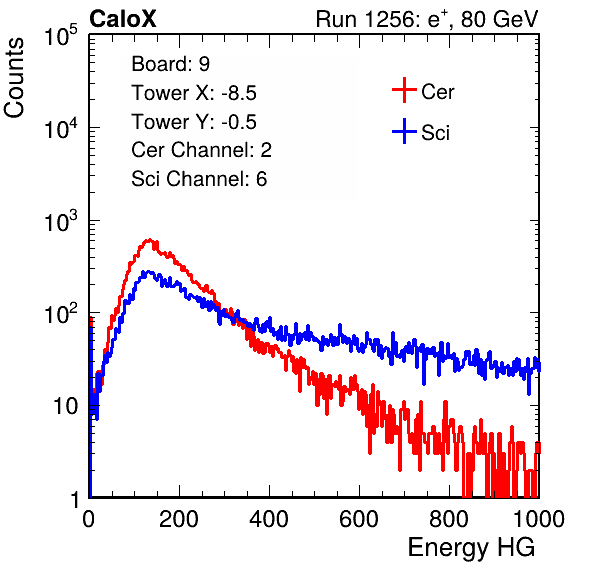 CaloX Run 1256: e⁺, 80 GeV
Counts
10⁵
10⁴
10³
10²
10
1
Board: 9
Tower X: -8.5
Tower Y: -0.5
Cer Channel: 2
Sci Channel: 6
Cer
Sci
0 200 400 600 800 1000
Energy HG